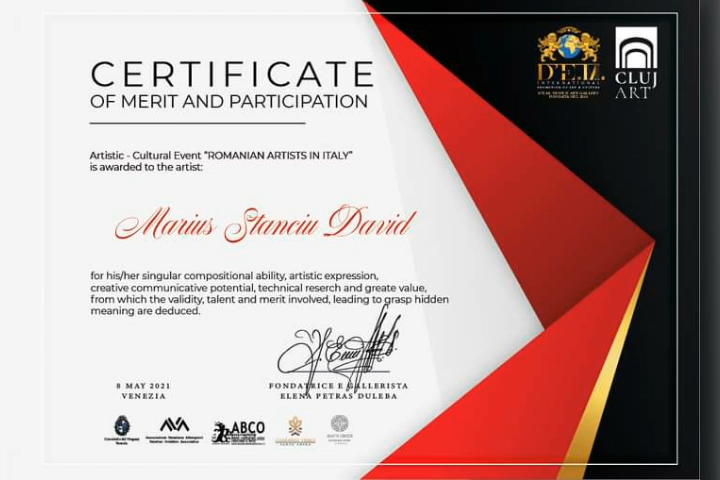 CERTIFICATE
OF MERIT AND PARTICIPATION
Artistic - Cultural Event "ROMANIAN ARTISTS IN ITALY"
is awarded to the artist:
Marius Stanciu David
for his/her singular compositional ability, artistic expression,
creative communicative potential, technical reserch and greate value,
from which the validity, talent and merit involved, leading to grasp hidden
meaning are deduced.
8 MAY 2021
VENEZIA
FONDATRICE E GALLERISTA
ELENA PETRAS DULEBA
CLUJ
ART
INTERNATIONAL
ABCO